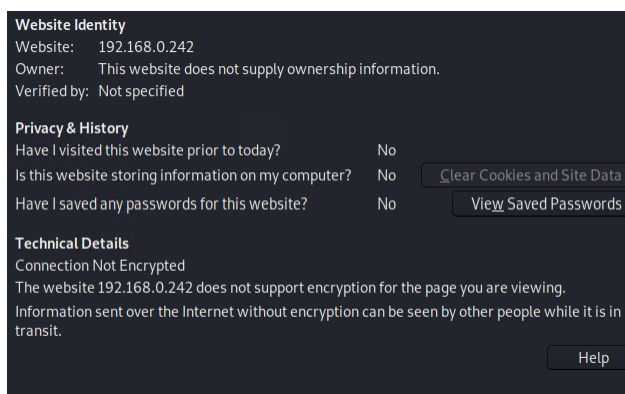 Website Identity
Website: 192.168.0.242
Owner: This website does not supply ownership information.
Verified by: Not specified
Privacy & History
Have I visited this website prior to today? No
Is this website storing information on my computer? No Clear Cookies and Site Data
Have I saved any passwords for this website? No View Saved Passwords
Technical Details
Connection Not Encrypted
The website 192.168.0.242 does not support encryption for the page you are viewing.
Information sent over the Internet without encryption can be seen by other people while it is in
transit.
Help